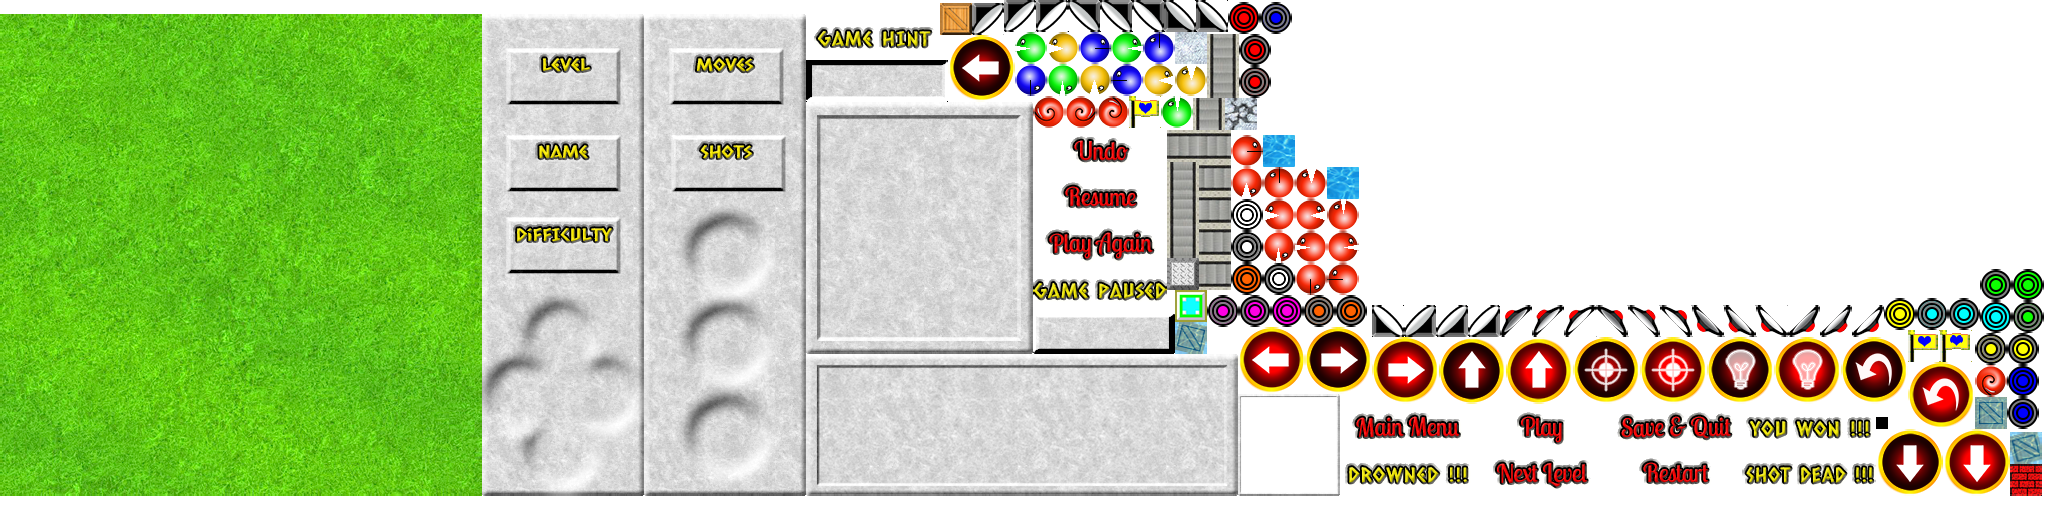 GAME HINT
LEVEL
MOVES
NAME
SHOTS
DiFFICULTY
Undo
Resume
Play Again
GAME PAUSED
Main Menu
Play
Save & Quit
YOU WON !!!
DROWNED !!!
Next Level
Restart
SHOT DEAD !!!